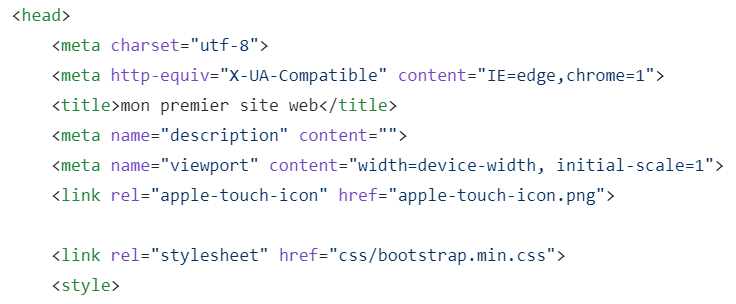 <head>
<meta charset="utf-8">
<meta http-equiv="X-UA-Compatible" content="IE=edge,chrome=1">
<title>mon premier site web</title>
<meta name="description" content="">
<meta name="viewport" content="width=device-width, initial-scale=1">
<link rel="apple-touch-icon" href="apple-touch-icon.png">
<link rel="stylesheet" href="css/bootstrap.min.css">
<style>